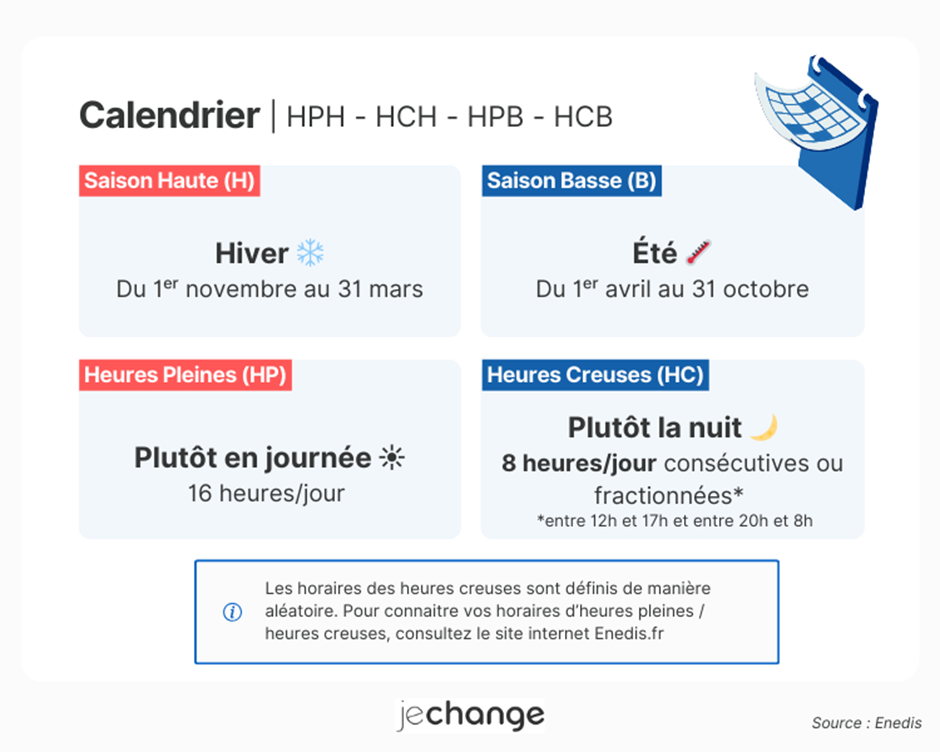 Calendrier | HPH - HCH - HPB - HCB
Saison Haute (H)
Hiver
Du 1er novembre au 31 mars
Saison Basse (B)
Été
Du 1er avril au 31 octobre
Heures Pleines (HP)
Plutôt en journée
16 heures/jour
Heures Creuses (HC)
Plutôt la nuit
8 heures/jour consécutives ou
fractionnées*
*entre 12h et 17h et entre 20h et 8h
Les horaires des heures creuses sont définis de manière
aléatoire. Pour connaitre vos horaires d'heures pleines /
heures creuses, consultez le site internet Enedis.fr
jechange
Source : Enedis